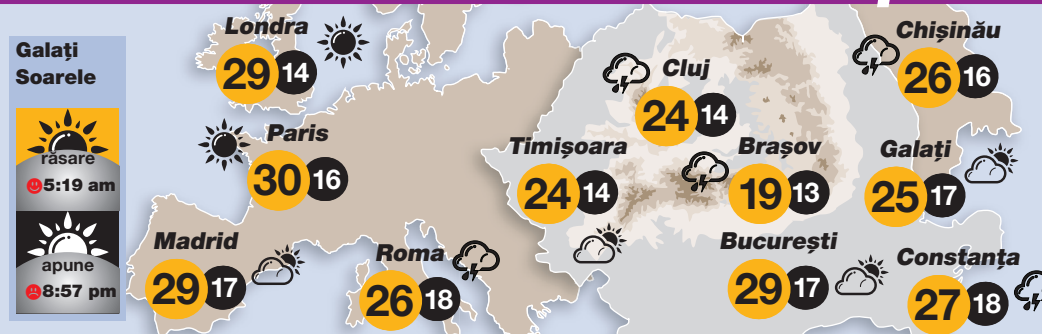 Galați
Soarele
răsare
5:19 am
apune
8:57 pm
Londra
29 14
Paris
30 16
Madrid
29 17
Roma
26 18
Timișoara
24 14
Cluj
24 14
Brașov
19 13
București
29 17
Chișinău
26 16
Galați
25 17
Constanța
27 18